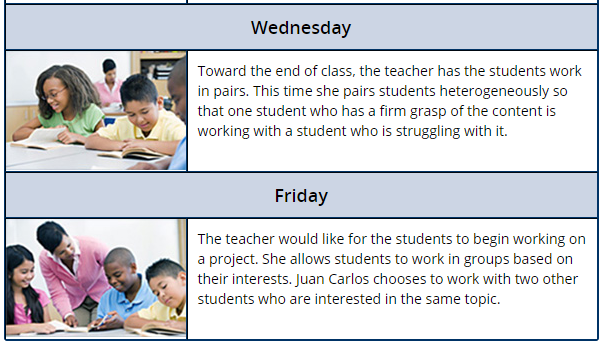 Wednesday
Toward the end of class, the teacher has the students work
in pairs. This time she pairs students heterogeneously so
that one student who has a firm grasp of the content is
working with a student who is struggling with it.
Friday
The teacher would like for the students to begin working on
a project. She allows students to work in groups based on
their interests. Juan Carlos chooses to work with two other
students who are interested in the same topic.